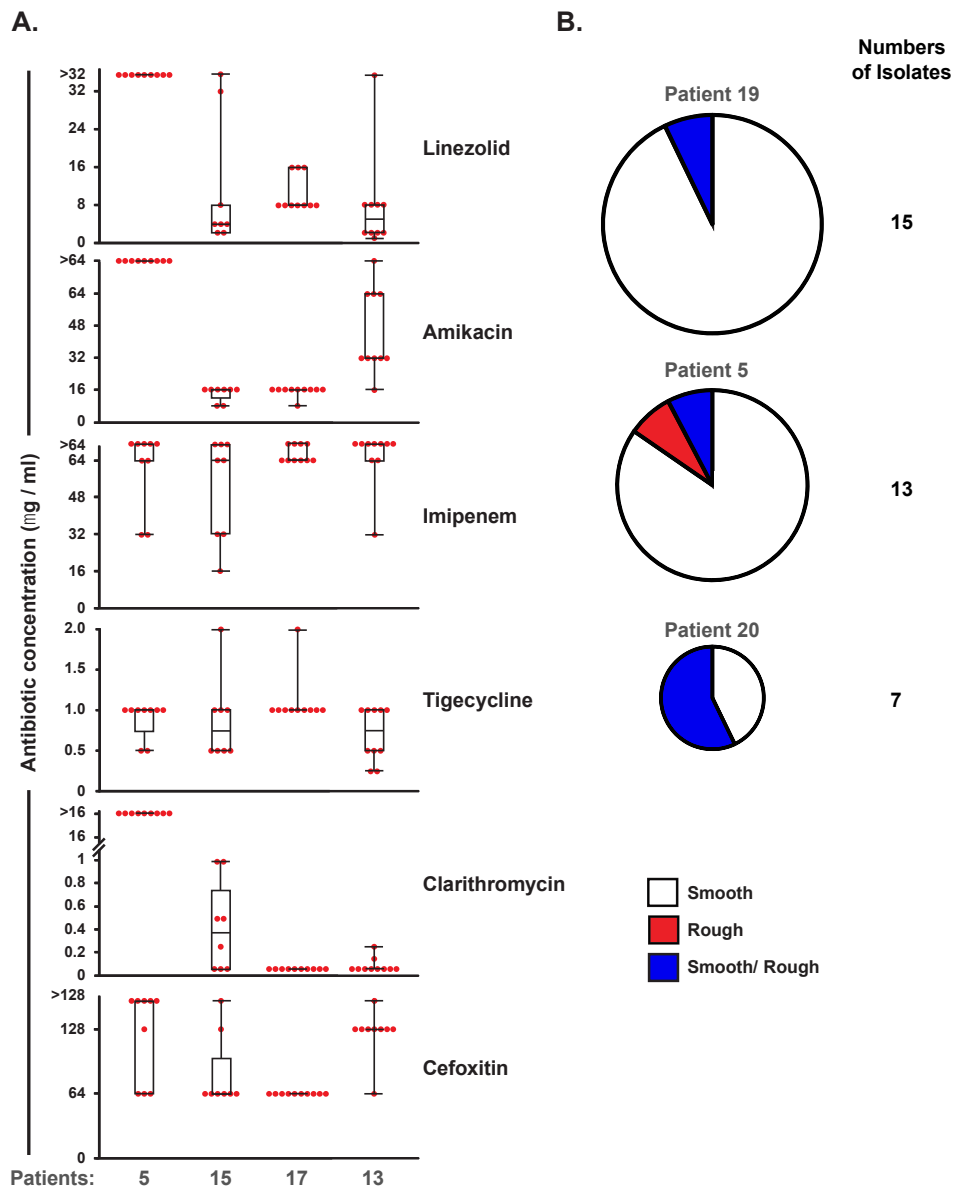 A.
>32
32
24
16
8
0
Linezolid
>64
64
48
32
16
0
Amikacin
>64
64
48
32
16
0
Imipenem
2.0
1.5
1.0
0.5
0
Tigecycline
>16
16
1
0.8
0.6
0.4
0.2
0
Clarithromycin
>128
128
64
0
Cefoxitin
Antibiotic concentration (mg / ml)
Patients: 5 15 17 13
B.
Numbers
of Isolates
Patient 19
15
Patient 5
13
Patient 20
7
Smooth
Rough
Smooth/ Rough